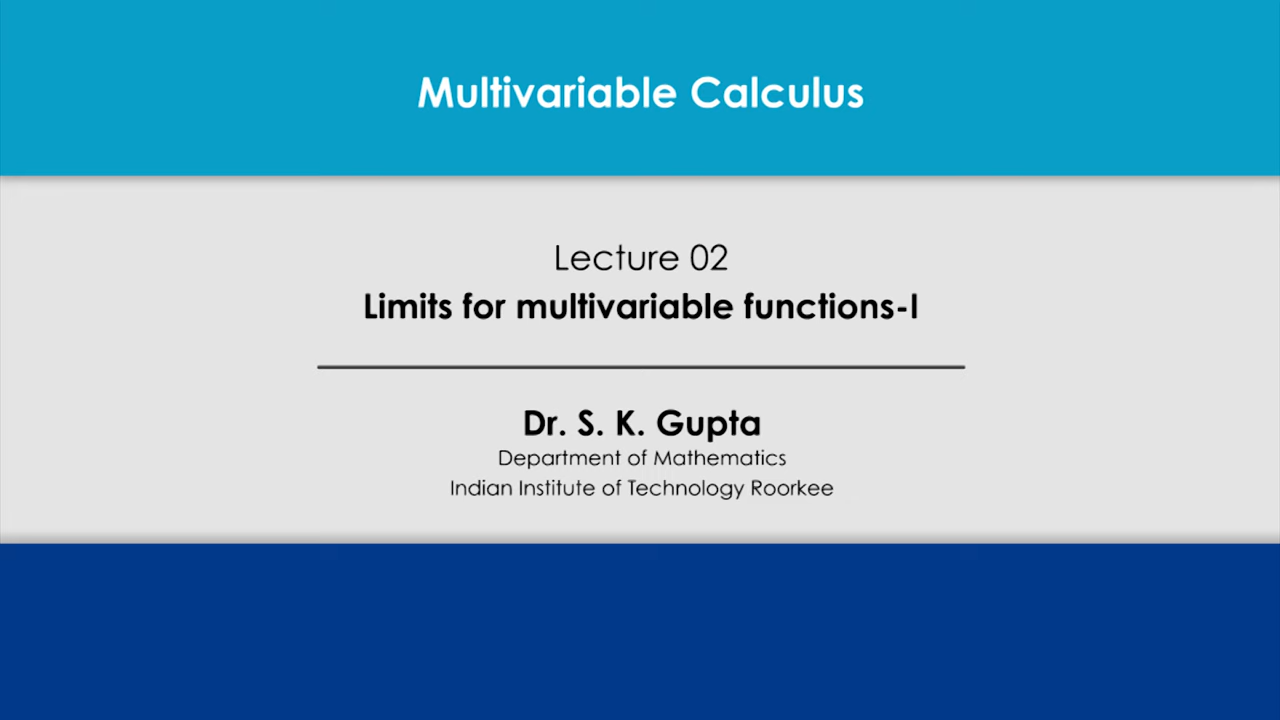 Multivariable Calculus
Lecture 02
Limits for multivariable functions-I
Dr. S. K. Gupta
Department of Mathematics
Indian Institute of Technology Roorkee